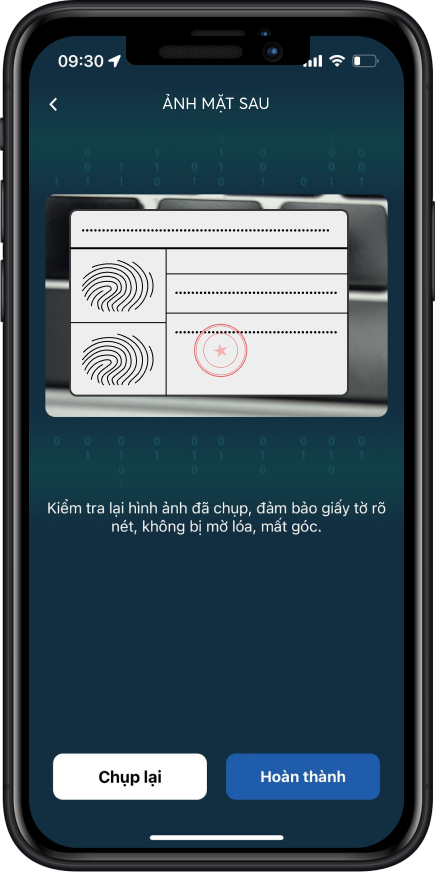 09:30
ẢNH MẶT SAU
Kiểm tra lại hình ảnh đã chụp, đảm bảo giấy tờ rõ
nét, không bị mờ lóa, mất góc.
Chụp lại
Hoàn thành